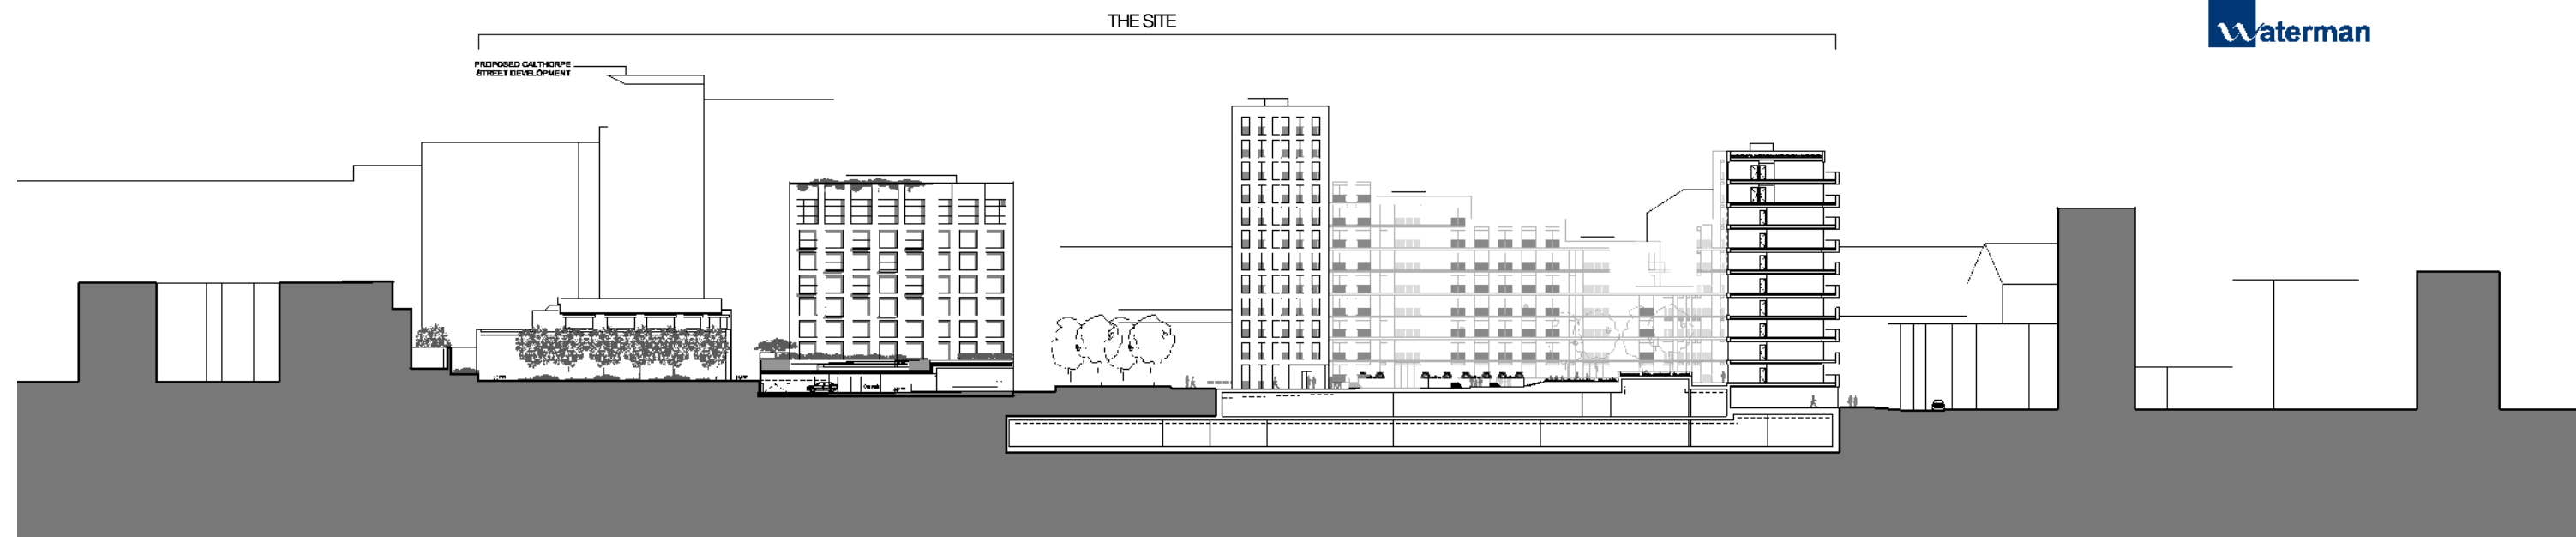 THE SITE
Waterman
PROPOSED CALTHORPE
STREET DEVELOPMENT